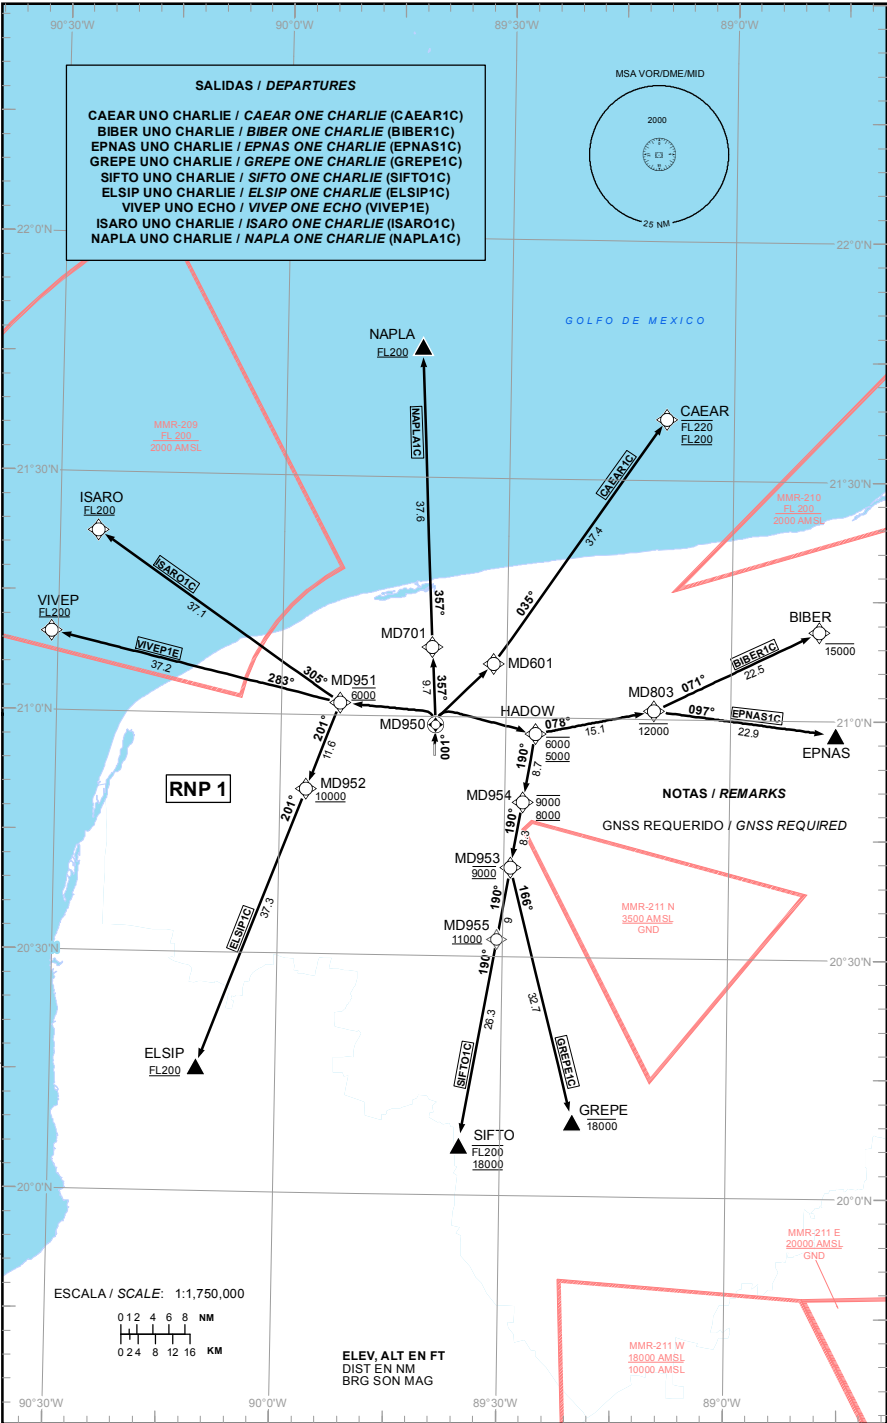 90°30'W
90°0'W
89°30'W
89°0'W
SALIDAS / DEPARTURES
CAEAR UNO CHARLIE / CAEAR ONE CHARLIE (CAEAR1C)
BIBER UNO CHARLIE / BIBER ONE CHARLIE (BIBER1C)
EPNAS UNO CHARLIE / EPNAS ONE CHARLIE (EPNAS1C)
GREPE UNO CHARLIE / GREPE ONE CHARLIE (GREPE1C)
SIFTO UNO CHARLIE / SIFTO ONE CHARLIE (SIFTO1C)
ELSIP UNO CHARLIE / ELSIP ONE CHARLIE (ELSIP1C)
VIVEP UNO ECHO / VIVEP ONE ECHO (VIVEP1E)
ISARO UNO CHARLIE / ISARO ONE CHARLIE (ISARO1C)
NAPLA UNO CHARLIE / NAPLA ONE CHARLIE (NAPLA1C)
MSA VOR/DME/MID
2000
25 NM
22°0'N
22°0'N
GOLFO DE MEXICO
NAPLA
FL200
NAPLA1C
37.6
357°
CAEAR
FL220
FL200
CAEAR1C
37.4
035°
MMR-209
FL 200
2000 AMSL
21°30'N
21°30'N
MMR-210
FL 200
2000 AMSL
ISARO
FL200
ISARO1C
37.1
305°
VIVEP
FL200
VIVEP1E
37.2
283°
MD951
6000
MD701
357°
9.7
MD601
BIBER
15000
BIBER1C
22.5
071°
MD803
12000
097°
EPNAS1C
22.9
EPNAS
21°0'N
21°0'N
MD950
001°
HADOW
6000
5000
078°
15.1
201°
11.6
MD952
10000
201°
RNP 1
190°
8.7
MD954
9000
8000
190°
8.3
NOTAS / REMARKS
GNSS REQUERIDO / GNSS REQUIRED
MD953
9000
190°
9
166°
MMR-211 N
3500 AMSL
GND
MD955
11000
190°
20°30'N
20°30'N
ELSIP1C
37.3
26.3
32.7
SIFTO1C
GREPE1C
ELSIP
FL200
GREPE
18000
SIFTO
FL200
18000
20°0'N
20°0'N
MMR-211 E
20000 AMSL
GND
ESCALA / SCALE: 1:1,750,000
0 1 2 4 6 8 NM
0 2 4 8 12 16 KM
MMR-211 W
18000 AMSL
10000 AMSL
ELEV, ALT EN FT
DIST EN NM
BRG SON MAG
90°30'W
90°0'W
89°30'W
89°0'W